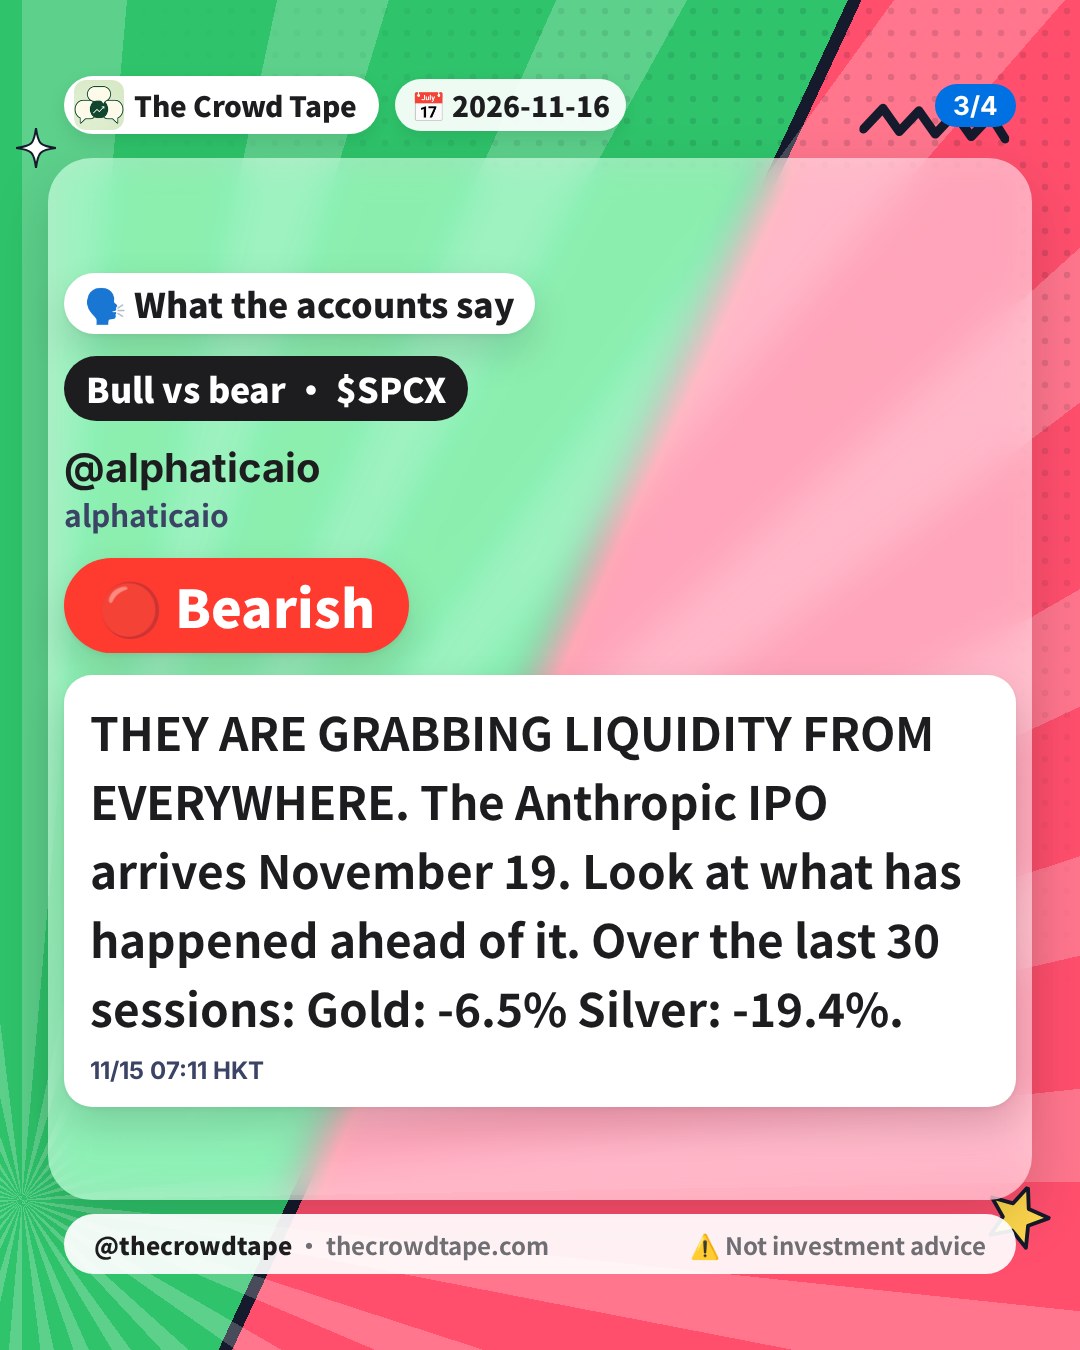 The Crowd Tape
2026-11-16
3/4
What the accounts say
Bull vs bear • $SPCX
@alphaticaio
alphaticaio
Bearish
THEY ARE GRABBING LIQUIDITY FROM
EVERYWHERE. The Anthropic IPO
arrives November 19. Look at what has
happened ahead of it. Over the last 30
sessions: Gold: -6.5% Silver: -19.4%.
11/15 07:11 HKT
@thecrowdtape • thecrowdtape.com
Not investment advice